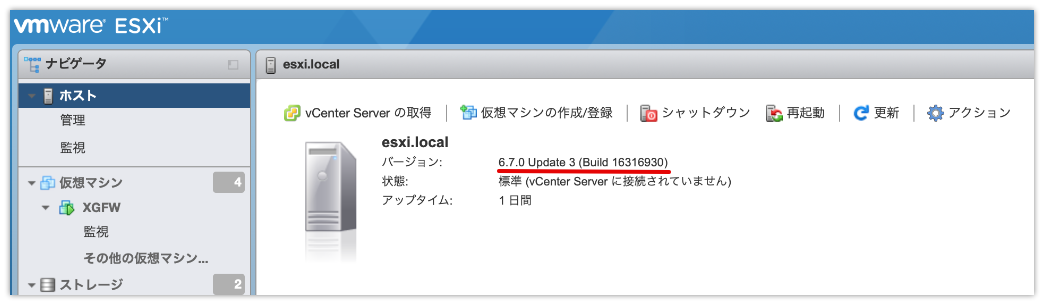 vmware ESXi™
ナビゲータ
esxi.local
ホスト
管理
監視
仮想マシン 4
XGFW
監視
その他の仮想マシン...
ストレージ 2
vCenter Server の取得 仮想マシンの作成/登録 シャットダウン 再起動 更新 アクション
esxi.local
バージョン: 6.7.0 Update 3 (Build 16316930)
状態: 標準 (vCenter Server に接続されていません)
アップタイム: 1 日間